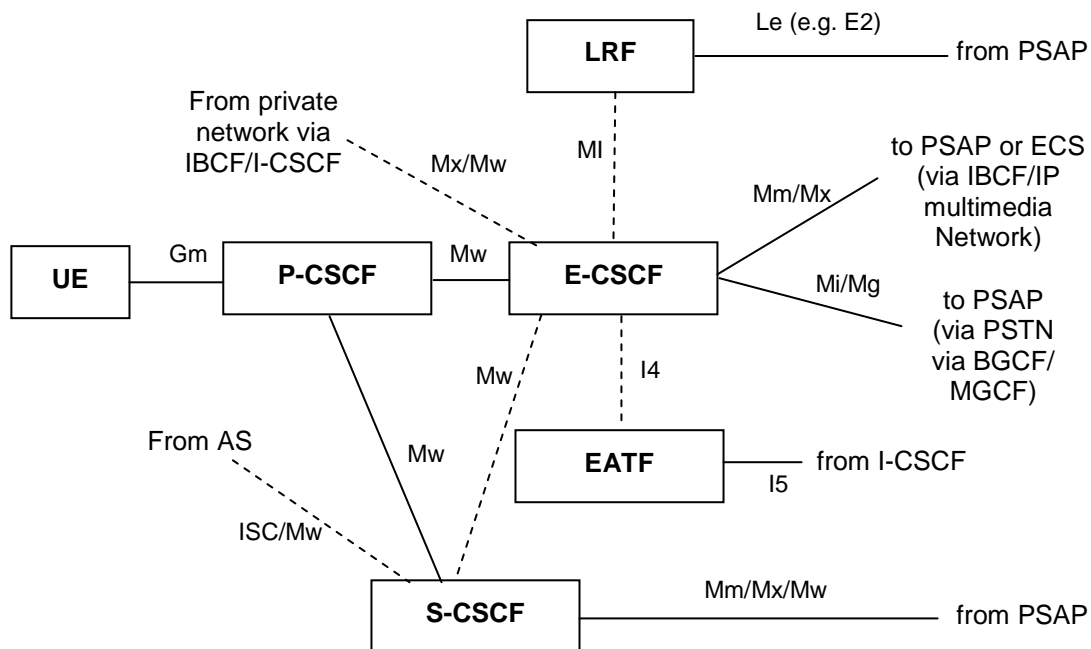 Le (e.g. E2)
LRF
from PSAP
From private
network via
IBCF/I-CSCF
Mx/Mw
MI
to PSAP or ECS
(via IBCF/IP
multimedia
Network)
Mm/Mx
UE
Gm
P-CSCF
Mw
E-CSCF
Mi/Mg
to PSAP
(via PSTN
via BGCF/
MGCF)
Mw
I4
From AS
Mw
EATF
from I-CSCF
I5
ISC/Mw
S-CSCF
Mm/Mx/Mw
from PSAP